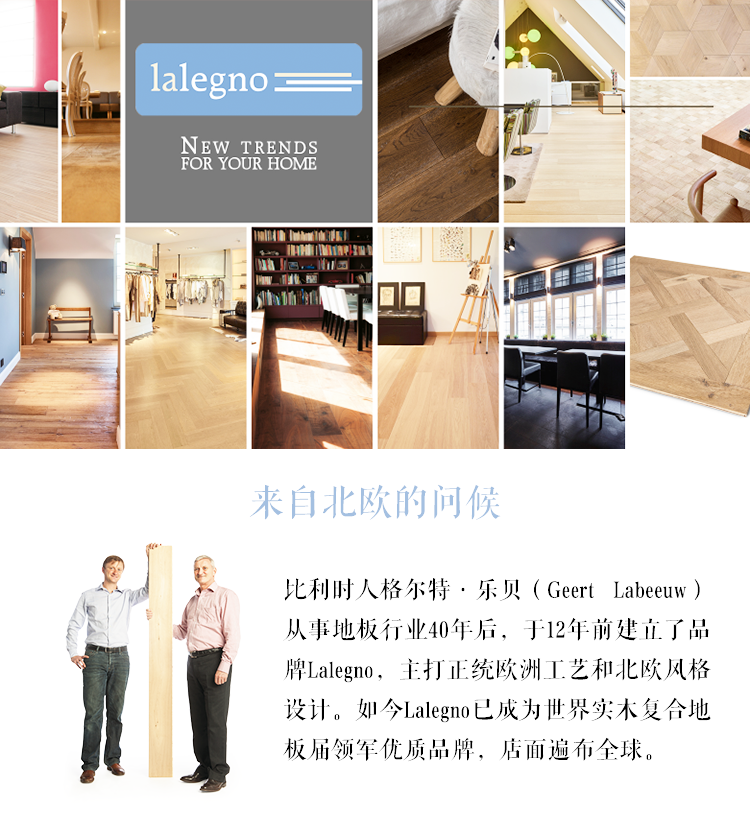 lalegno
NEW TRENDS
FOR YOUR HOME
来自北欧的问候
比利时人格尔特·乐贝（Geert Labeeuw）
从事地板行业40年后，于12年前建立了品
牌Lalegno，主打正统欧洲工艺和北欧风格
设计。如今Lalegno已成为世界实木复合地
板届领军优质品牌，店面遍布全球。